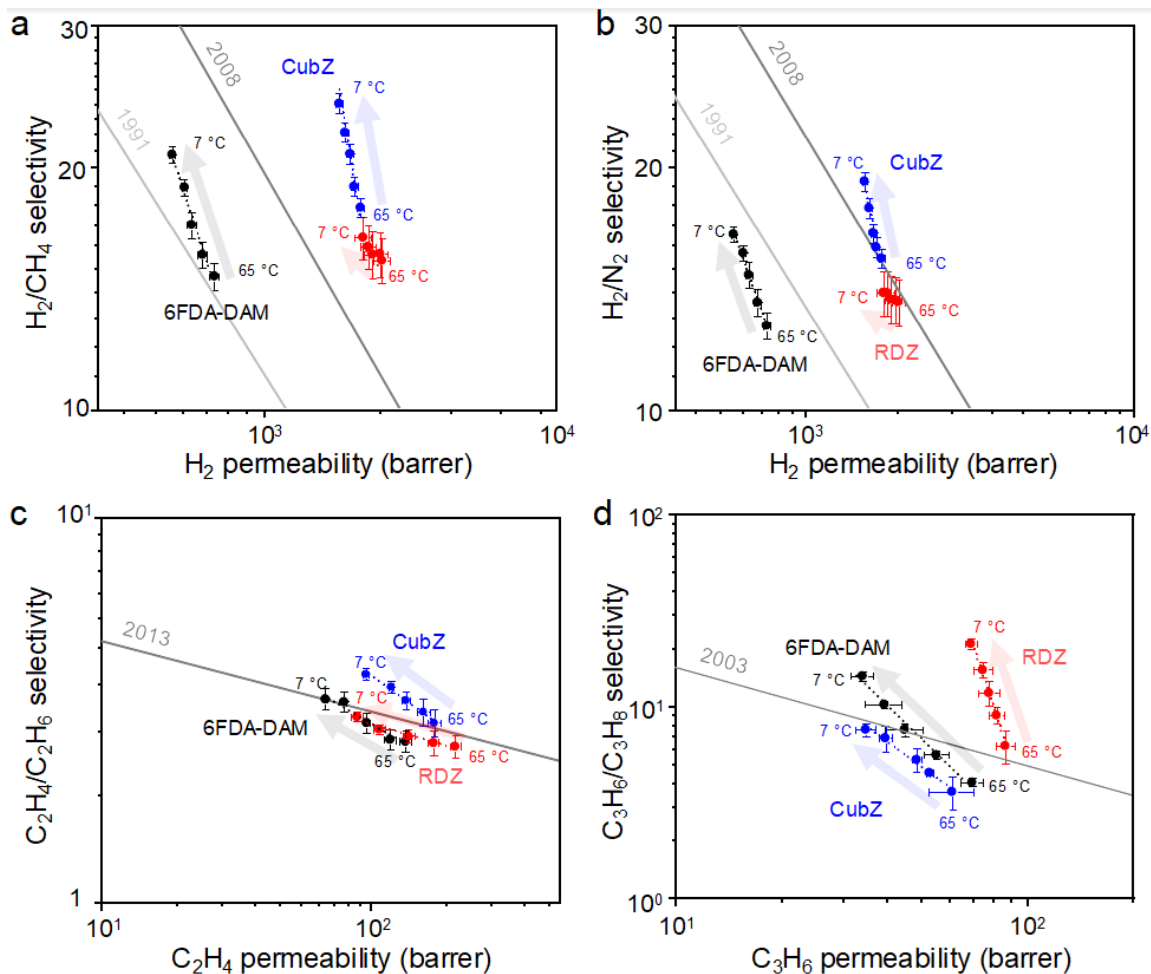 a
30
20
10
10³
10⁴
H₂/CH₄ selectivity
H₂ permeability (barrer)
1991
2008
CubZ
7 °C
65 °C
7 °C
65 °C
7 °C
65 °C
6FDA-DAM
b
30
20
10
10³
10⁴
H₂/N₂ selectivity
H₂ permeability (barrer)
1991
2008
7 °C
CubZ
65 °C
7 °C
65 °C
RDZ
7 °C
65 °C
6FDA-DAM
c
10¹
1
10¹
10²
C₂H₄/C₂H₆ selectivity
C₂H₄ permeability (barrer)
2013
CubZ
7 °C
65 °C
7 °C
65 °C
RDZ
7 °C
6FDA-DAM
65 °C
d
10²
10¹
10⁰
10¹
10²
C₃H₆/C₃H₈ selectivity
C₃H₆ permeability (barrer)
2003
6FDA-DAM
7 °C
65 °C
7 °C
RDZ
65 °C
7 °C
CubZ
65 °C